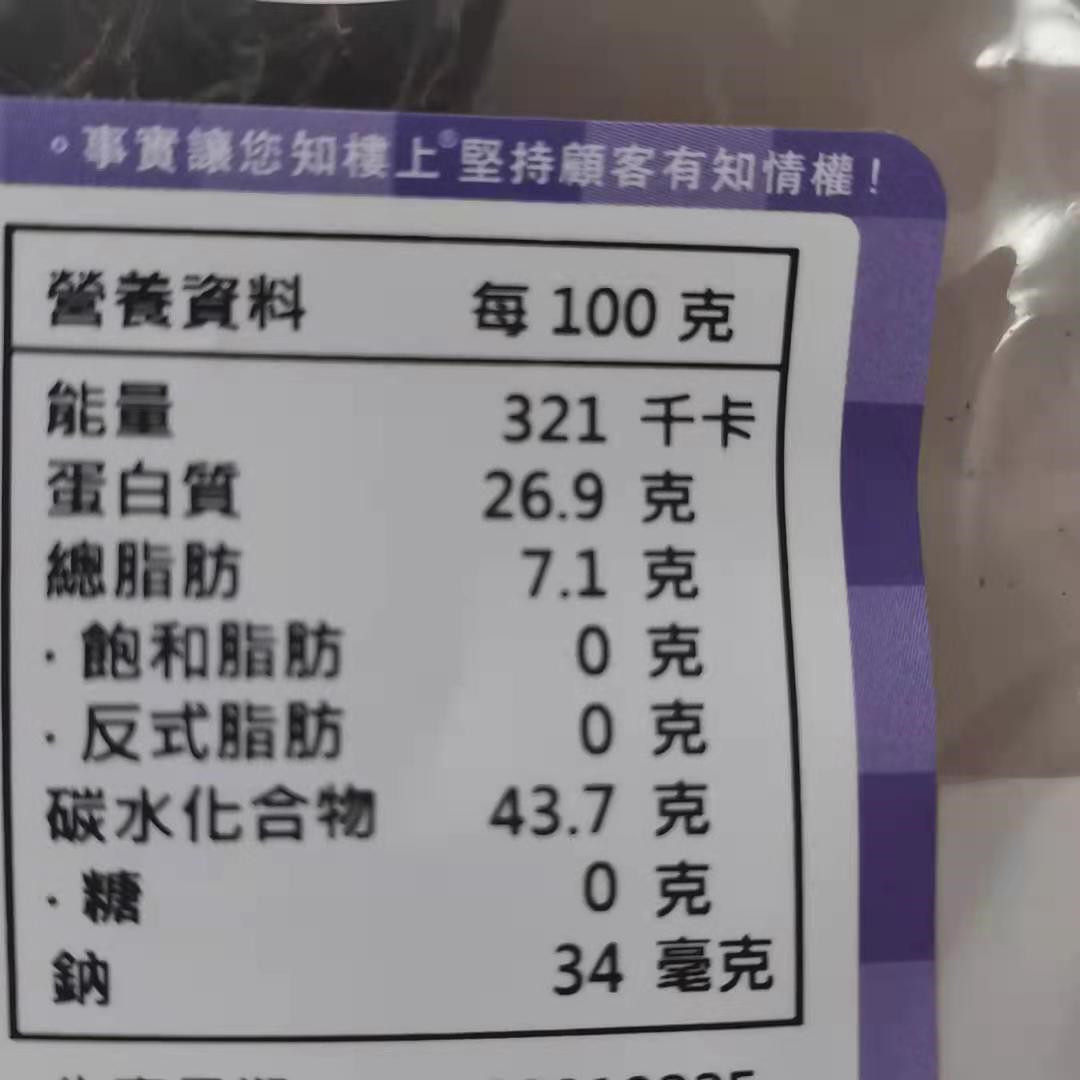 。事實讓您知樓上®堅持顧客有知情權！
營養資料 每 100 克
能量 321 千卡
蛋白質 26.9 克
總脂肪 7.1 克
· 飽和脂肪 0 克
· 反式脂肪 0 克
碳水化合物 43.7 克
· 糖 0 克
鈉 34 毫克